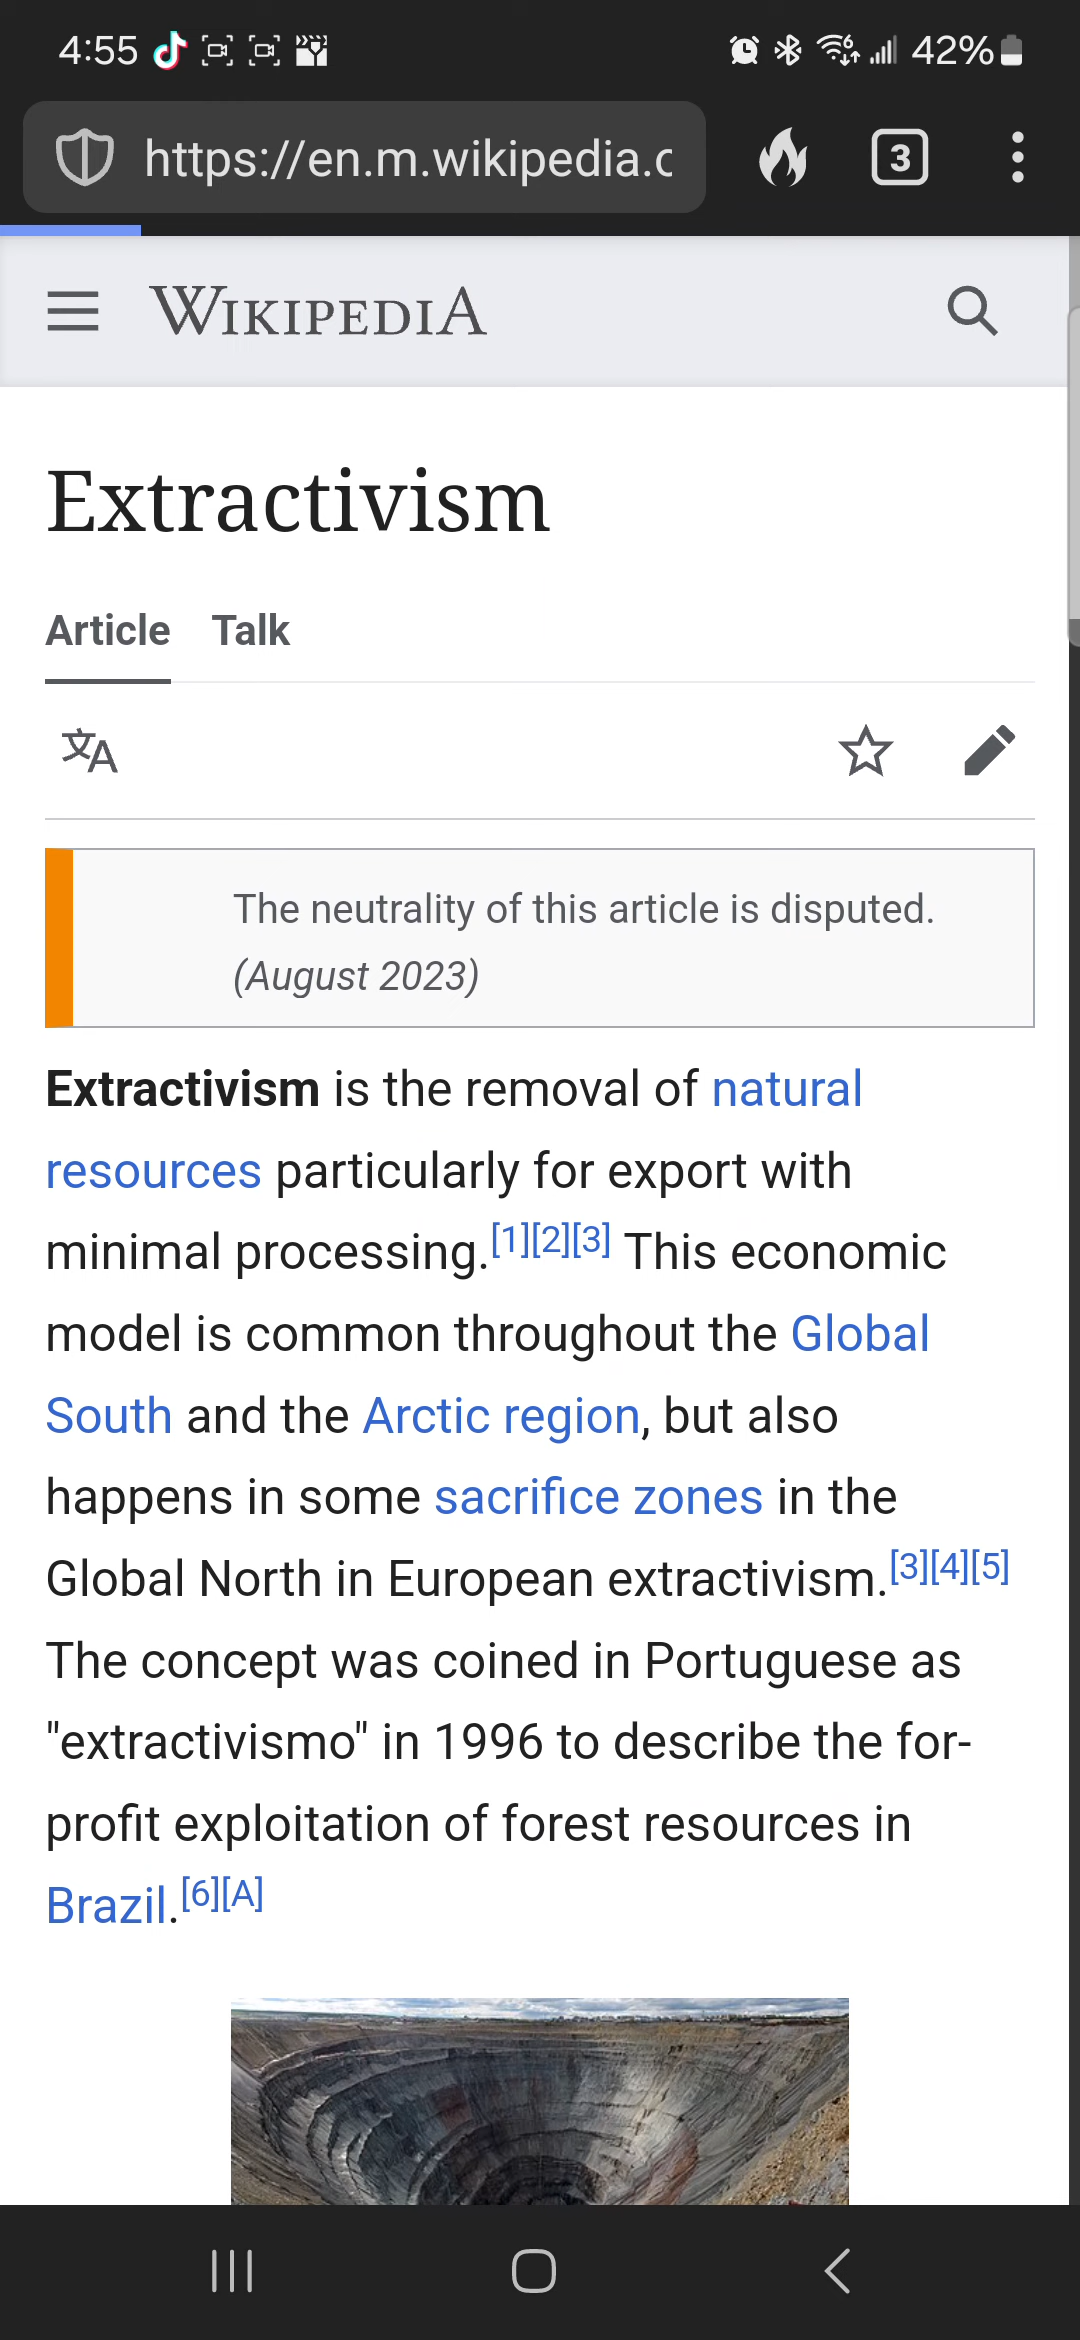 4:55 42%
https://en.m.wikipedia.c 3
WIKIPEDIA
Extractivism
Article Talk
文A
The neutrality of this article is disputed.
(August 2023)
Extractivism is the removal of natural
resources particularly for export with
minimal processing.[1][2][3] This economic
model is common throughout the Global
South and the Arctic region, but also
happens in some sacrifice zones in the
Global North in European extractivism.[3][4][5]
The concept was coined in Portuguese as
"extractivismo" in 1996 to describe the for-
profit exploitation of forest resources in
Brazil.[6][A]